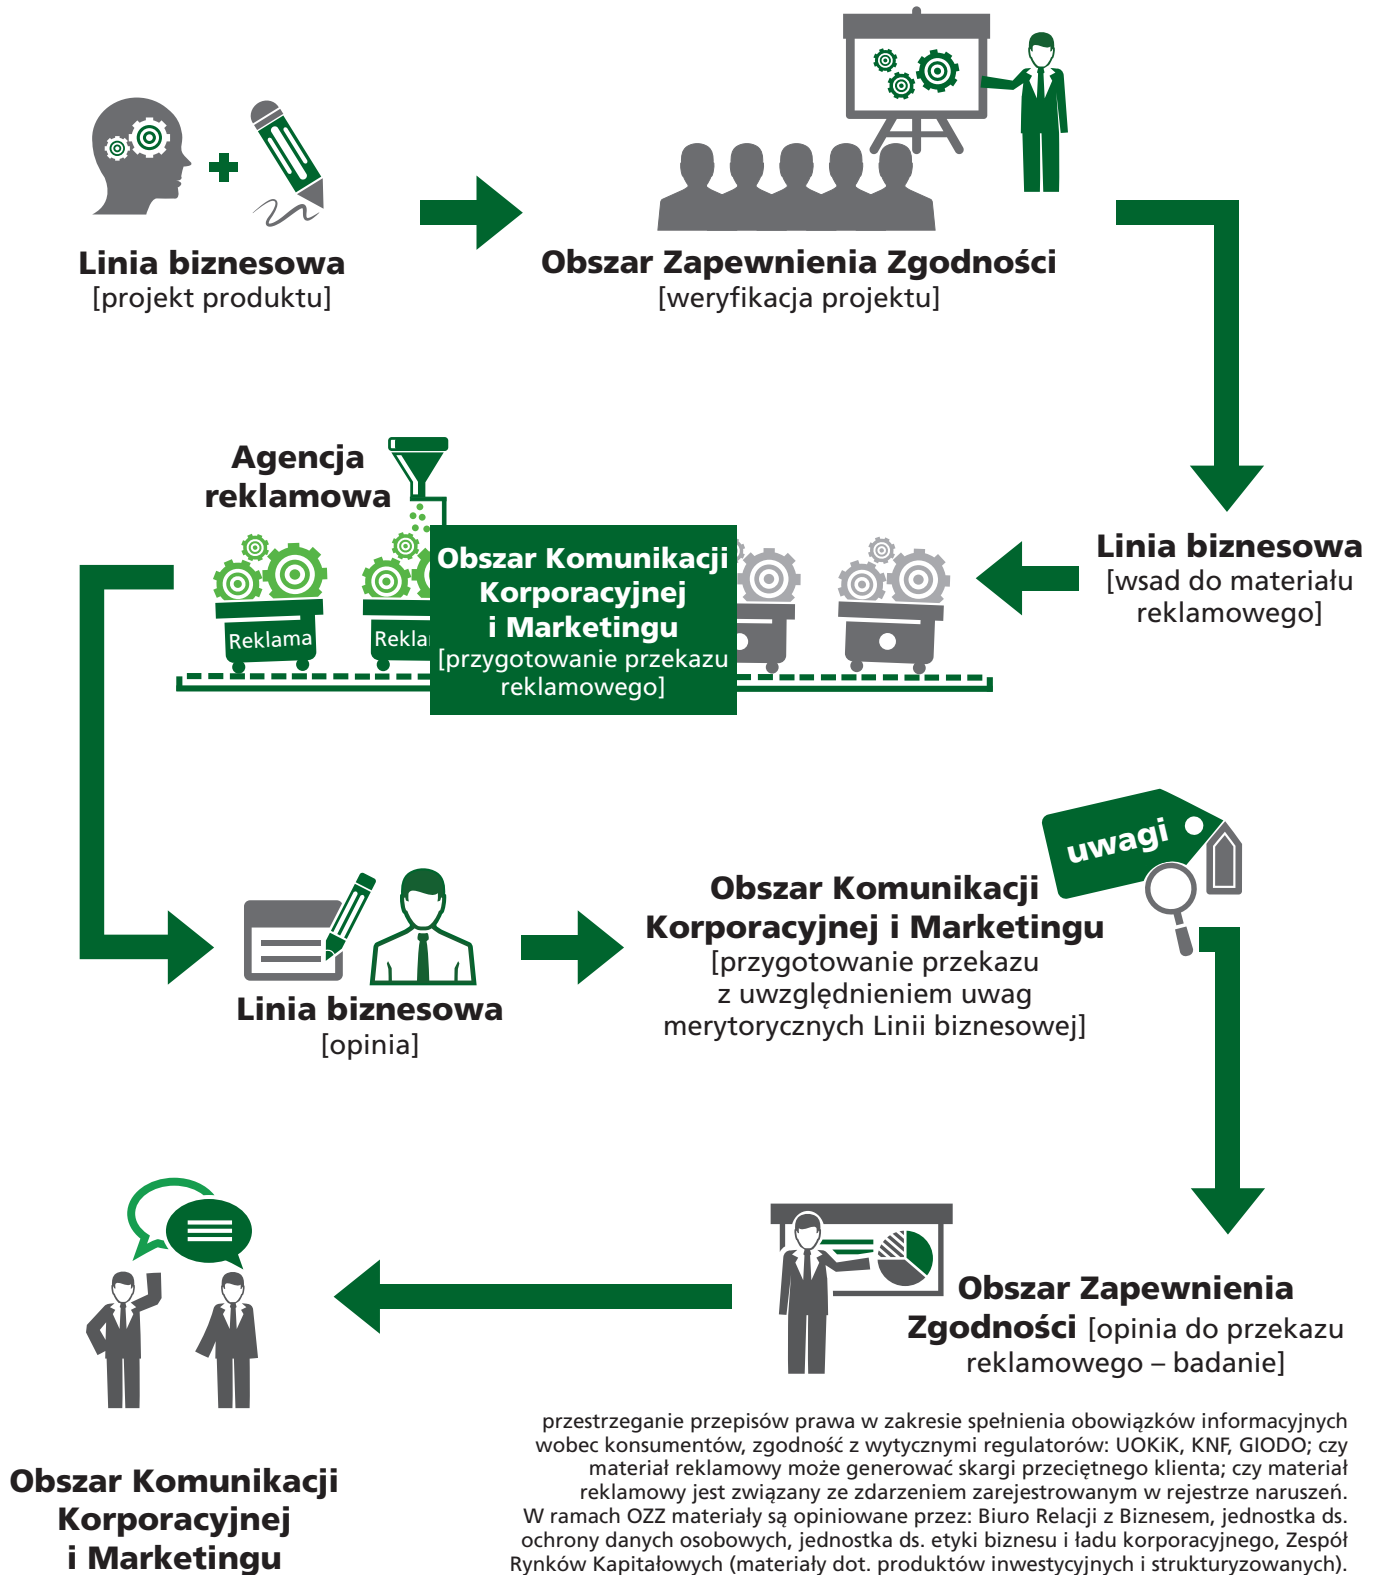 Linia biznesowa
[projekt produktu]
Obszar Zapewnienia Zgodności
[weryfikacja projektu]
Agencja
reklamowa
Reklama
Rekla
Obszar Komunikacji
Korporacyjnej
i Marketingu
[przygotowanie przekazu
reklamowego]
Linia biznesowa
[wsad do materiału
reklamowego]
uwagi
Linia biznesowa
[opinia]
Obszar Komunikacji
Korporacyjnej i Marketingu
[przygotowanie przekazu
z uwzględnieniem uwag
merytorycznych Linii biznesowej]
Obszar Zapewnienia
Zgodności [opinia do przekazu
reklamowego – badanie]
przestrzeganie przepisów prawa w zakresie spełnienia obowiązków informacyjnych
wobec konsumentów, zgodność z wytycznymi regulatorów: UOKiK, KNF, GIODO; czy
materiał reklamowy może generować skargi przeciętnego klienta; czy materiał
reklamowy jest związany ze zdarzeniem zarejestrowanym w rejestrze naruszeń.
W ramach OZZ materiały są opiniowane przez: Biuro Relacji z Biznesem, jednostka ds.
ochrony danych osobowych, jednostka ds. etyki biznesu i ładu korporacyjnego, Zespół
Rynków Kapitałowych (materiały dot. produktów inwestycyjnych i strukturyzowanych).
Obszar Komunikacji
Korporacyjnej
i Marketingu